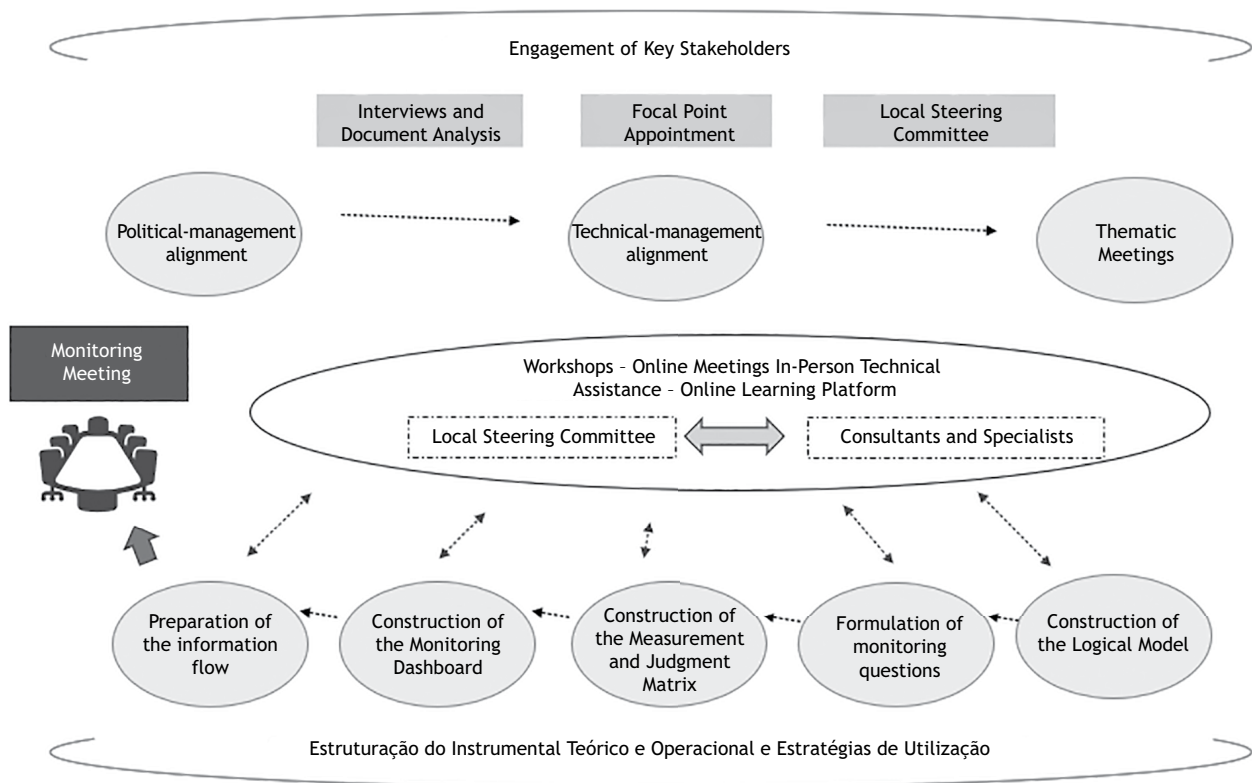 Engagement of Key Stakeholders
Interviews and
Document Analysis
Focal Point
Appointment
Local Steering
Committee
Political-management
alignment
Technical-management
alignment
Thematic
Meetings
Monitoring
Meeting
Workshops – Online Meetings In-Person Technical
Assistance – Online Learning Platform
Local Steering Committee
Consultants and Specialists
Preparation of
the information
flow
Construction of
the Monitoring
Dashboard
Construction of
the Measurement
and Judgment
Matrix
Formulation of
monitoring
questions
Construction of
the Logical Model
Estruturação do Instrumental Teórico e Operacional e Estratégias de Utilização